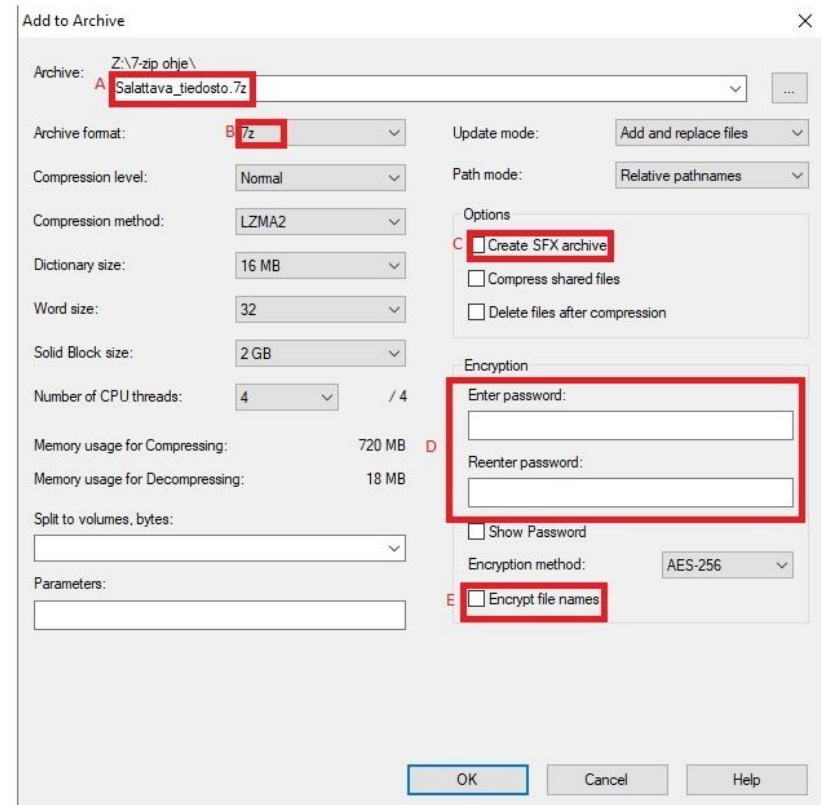 Add to Archive
Archive:
Z:\7-zip ohje\
A
Salattava_tiedosto.7z
...
Archive format:
B
7z
Compression level:
Normal
Compression method:
LZMA2
Dictionary size:
16 MB
Word size:
32
Solid Block size:
2 GB
Number of CPU threads:
4
/ 4
Memory usage for Compressing:
720 MB
Memory usage for Decompressing:
18 MB
Split to volumes, bytes:
Parameters:
Update mode:
Add and replace files
Path mode:
Relative pathnames
Options
C
Create SFX archive
Compress shared files
Delete files after compression
Encryption
D
Enter password:
Reenter password:
Show Password
Encryption method:
AES-256
E
Encrypt file names
OK
Cancel
Help